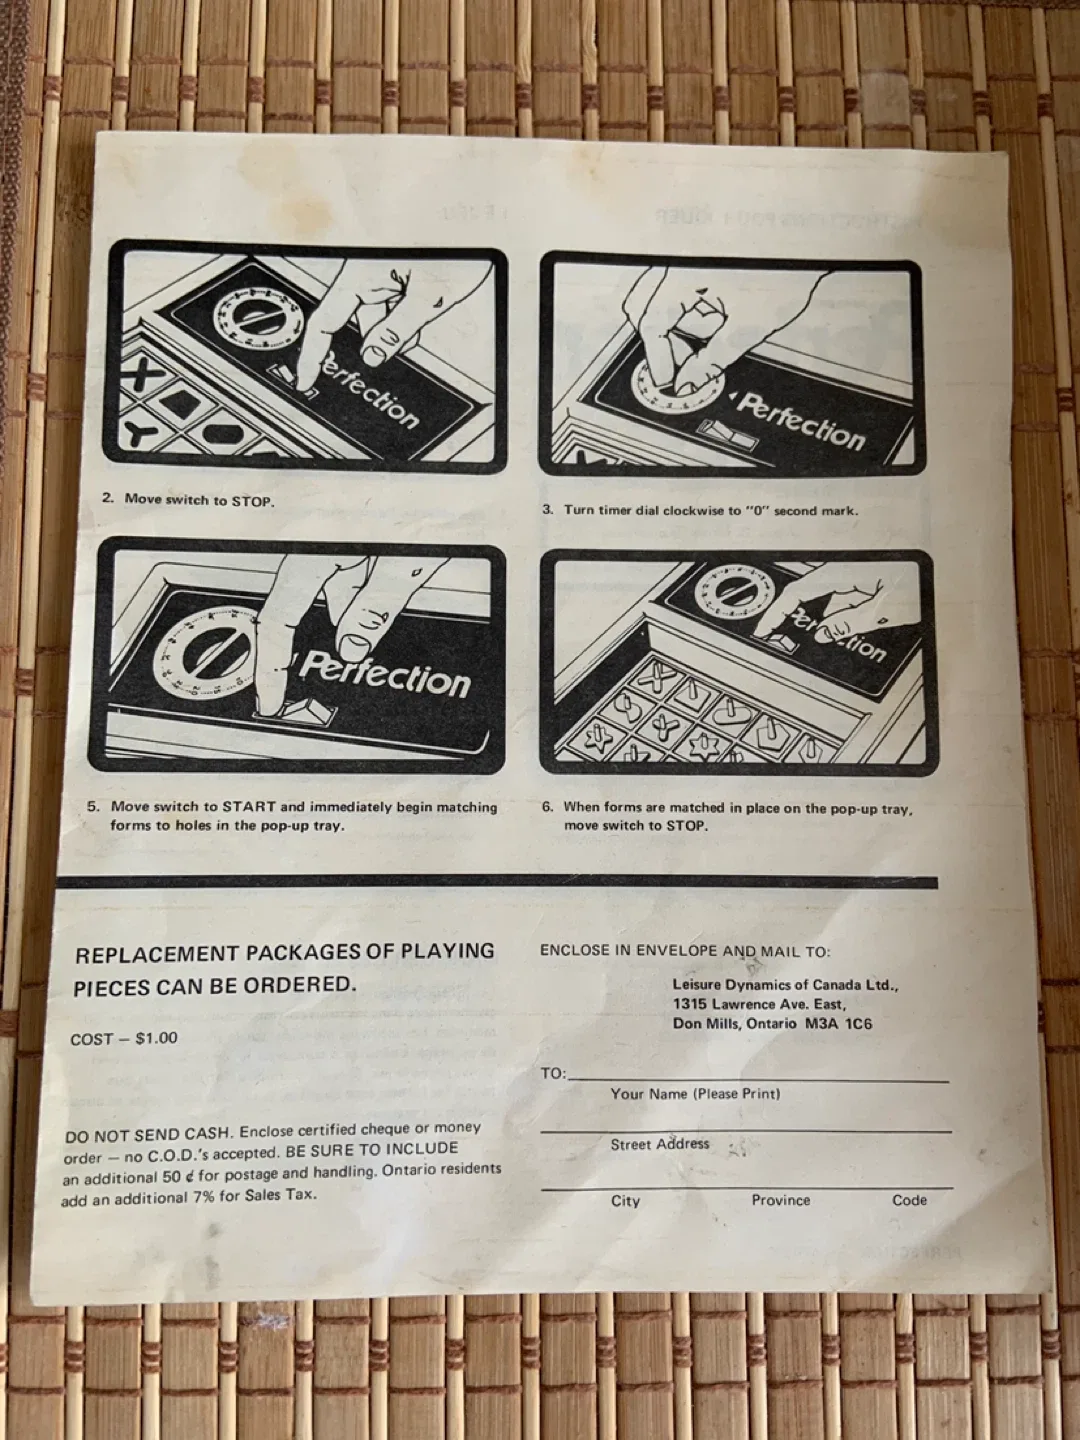 Perfection
Perfection
2. Move switch to STOP.
3. Turn timer dial clockwise to "0" second mark.
Perfection
5. Move switch to START and immediately begin matching
forms to holes in the pop-up tray.
6. When forms are matched in place on the pop-up tray,
move switch to STOP.
REPLACEMENT PACKAGES OF PLAYING
PIECES CAN BE ORDERED.
COST – $1.00
DO NOT SEND CASH. Enclose certified cheque or money
order – no C.O.D.'s accepted. BE SURE TO INCLUDE
an additional 50 ¢ for postage and handling. Ontario residents
add an additional 7% for Sales Tax.
ENCLOSE IN ENVELOPE AND MAIL TO:
Leisure Dynamics of Canada Ltd.,
1315 Lawrence Ave. East,
Don Mills, Ontario M3A 1C6
TO:
Your Name (Please Print)
Street Address
City Province Code